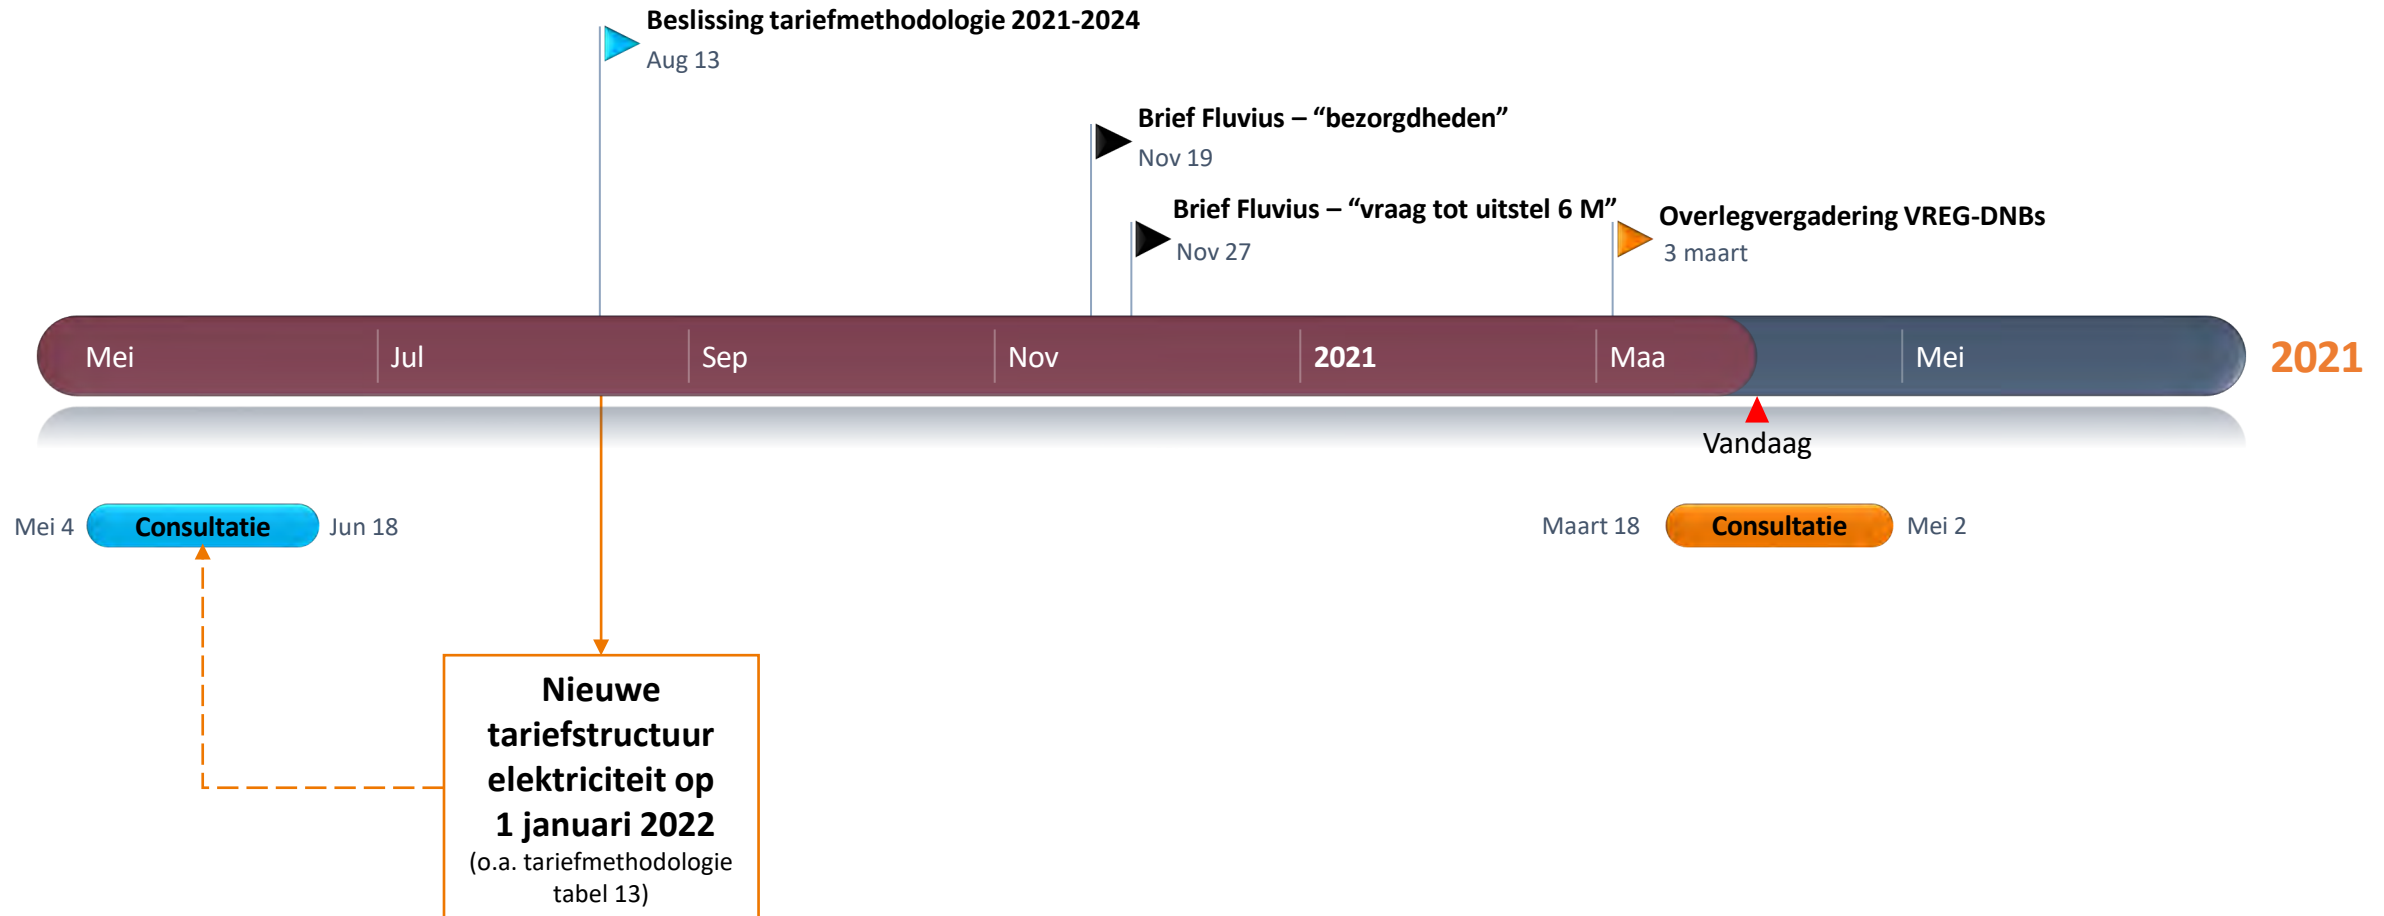 Beslissing tariefmethodologie 2021-2024
Aug 13
Brief Fluvius – “bezorgdheden”
Nov 19
Brief Fluvius – “vraag tot uitstel 6 M”
Nov 27
Overlegvergadering VREG-DNBs
3 maart
Mei
Jul
Sep
Nov
2021
Maa
Mei
2021
Vandaag
Mei 4
Consultatie
Jun 18
Maart 18
Consultatie
Mei 2
Nieuwe
tariefstructuur
elektriciteit op
1 januari 2022
(o.a. tariefmethodologie
tabel 13)